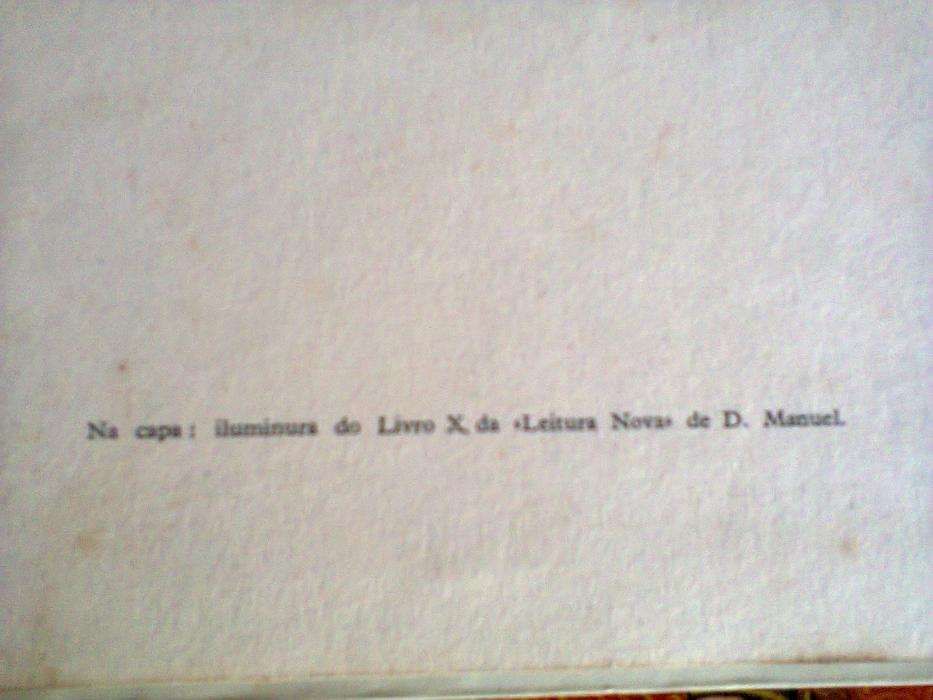 Na capa : iluminura do Livro X, da «Leitura Nova» de D. Manuel.